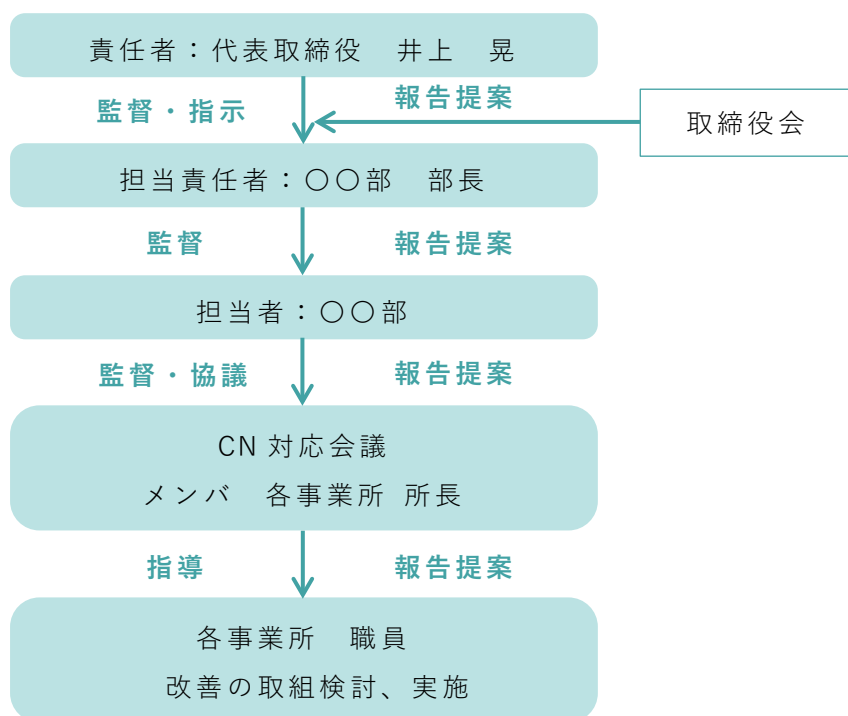 責任者：代表取締役　井上　晃
監督・指示　報告提案
取締役会
担当責任者：〇〇部　部長
監督　報告提案
担当者：〇〇部
監督・協議　報告提案
CN 対応会議
メンバ　各事業所 所長
指導　報告提案
各事業所　職員
改善の取組検討、実施